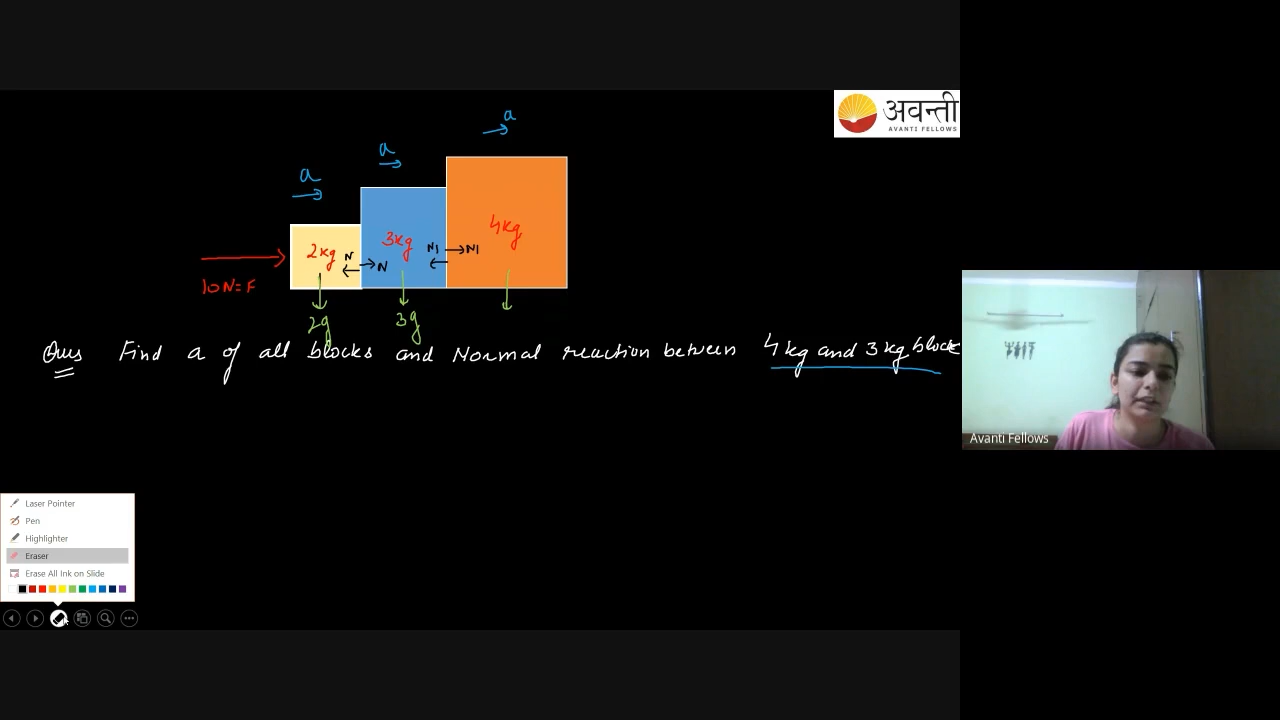 अवन्ती
AVANTI FELLOWS
a
a
a
2kg
3kg
4kg
N
N
N1
N1
10N=F
2g
3g
Ques Find a of all blocks and Normal reaction between 4kg and 3kg block
Avanti Fellows
Laser Pointer
Pen
Highlighter
Eraser
Erase All Ink on Slide